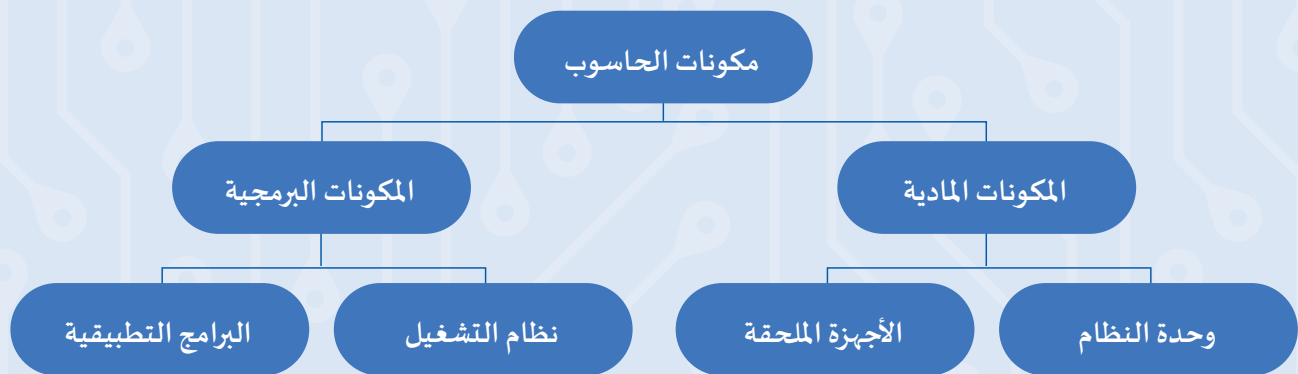 مكونات الحاسوب
المكونات المادية
المكونات البرمجية
وحدة النظام
الأجهزة الملحقة
نظام التشغيل
البرامج التطبيقية